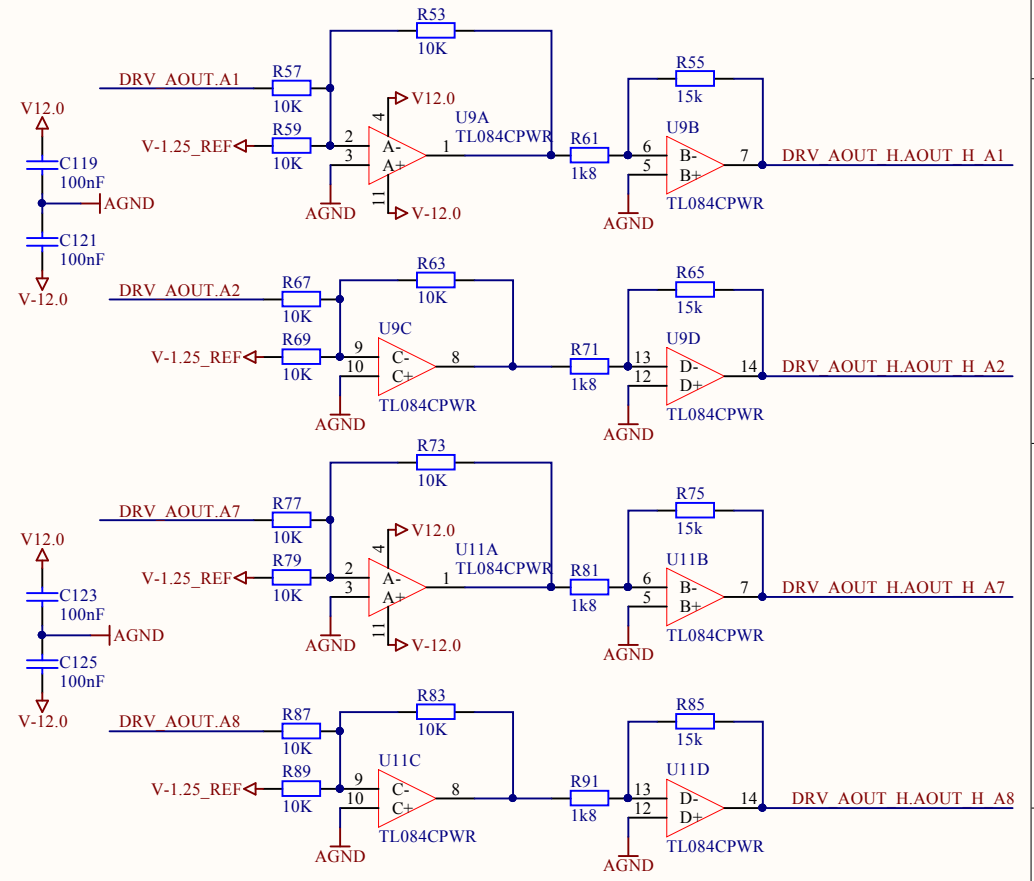 R53
10K
DRV_AOUT.A1
R57
10K
V-1.25_REF
R59
10K
V12.0
4
2
3
A-
A+
1
11
V-12.0
AGND
U9A
TL084CPWR
R61
1k8
R55
15k
U9B
6
5
B-
B+
7
TL084CPWR
AGND
DRV_AOUT_H.AOUT_H_A1
V12.0
C119
100nF
AGND
C121
100nF
V-12.0
R63
10K
DRV_AOUT.A2
R67
10K
V-1.25_REF
R69
10K
U9C
9
10
C-
C+
8
TL084CPWR
AGND
R71
1k8
R65
15k
U9D
13
12
D-
D+
14
TL084CPWR
AGND
DRV_AOUT_H.AOUT_H_A2
R73
10K
DRV_AOUT.A7
R77
10K
V-1.25_REF
R79
10K
V12.0
4
2
3
A-
A+
1
11
V-12.0
AGND
U11A
TL084CPWR
R81
1k8
R75
15k
U11B
6
5
B-
B+
7
TL084CPWR
AGND
DRV_AOUT_H.AOUT_H_A7
V12.0
C123
100nF
AGND
C125
100nF
V-12.0
R83
10K
DRV_AOUT.A8
R87
10K
V-1.25_REF
R89
10K
U11C
9
10
C-
C+
8
TL084CPWR
AGND
R91
1k8
R85
15k
U11D
13
12
D-
D+
14
TL084CPWR
AGND
DRV_AOUT_H.AOUT_H_A8